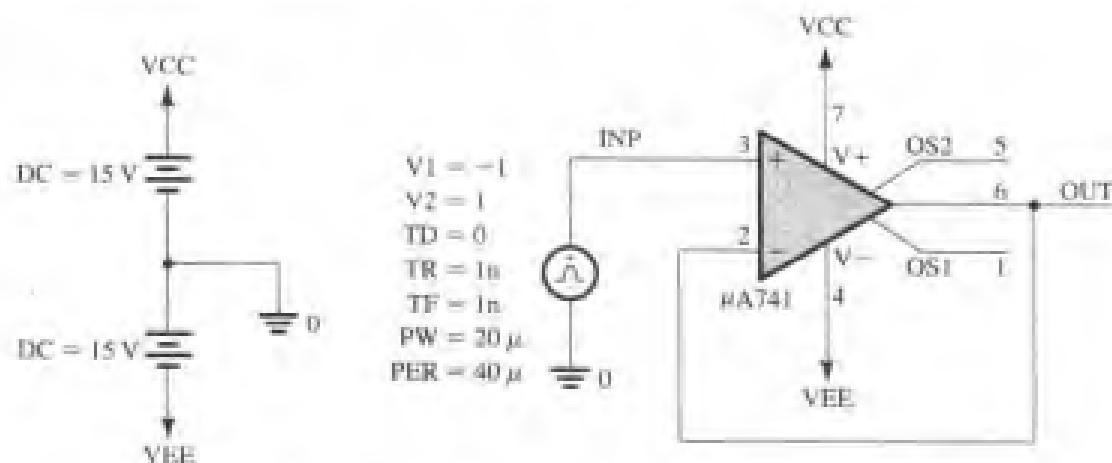 VCC
DC = 15 V
0
DC = 15 V
VEE
V1 = −1
V2 = 1
TD = 0
TR = 1n
TF = 1n
PW = 20 μ
PER = 40 μ
INP
0
VCC
7
3
+
V+
OS2
5
6
OUT
2
−
V−
OS1
1
μA741
4
VEE